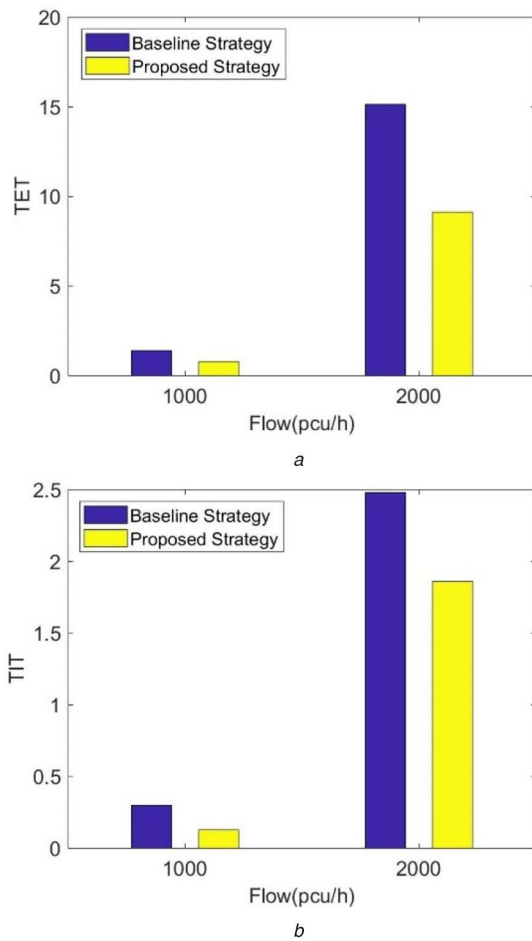 20
15
10
5
0
TET
Baseline Strategy
Proposed Strategy
1000
2000
Flow(pcu/h)
a
2.5
2
1.5
1
0.5
0
TIT
Baseline Strategy
Proposed Strategy
1000
2000
Flow(pcu/h)
b